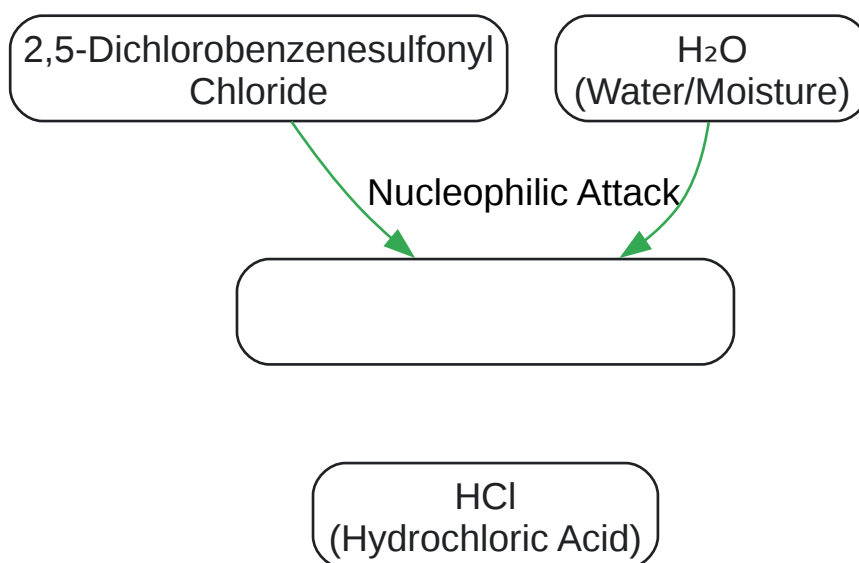 2,5-Dichlorobenzenesulfonyl
Chloride
H₂O
(Water/Moisture)
Nucleophilic Attack
HCl
(Hydrochloric Acid)